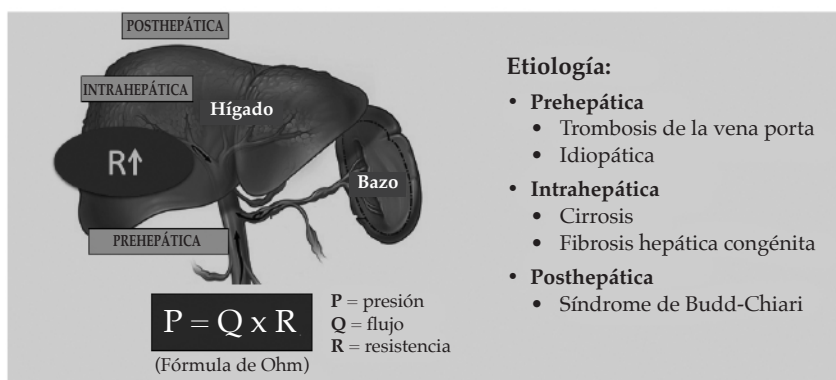 POSTHEPÁTICA
INTRAHEPÁTICA
Hígado
R↑
Bazo
PREHEPÁTICA
P = Q x R
(Fórmula de Ohm)
P = presión
Q = flujo
R = resistencia
Etiología:
• Prehepática
• Trombosis de la vena porta
• Idiopática
• Intrahepática
• Cirrosis
• Fibrosis hepática congénita
• Posthepática
• Síndrome de Budd-Chiari